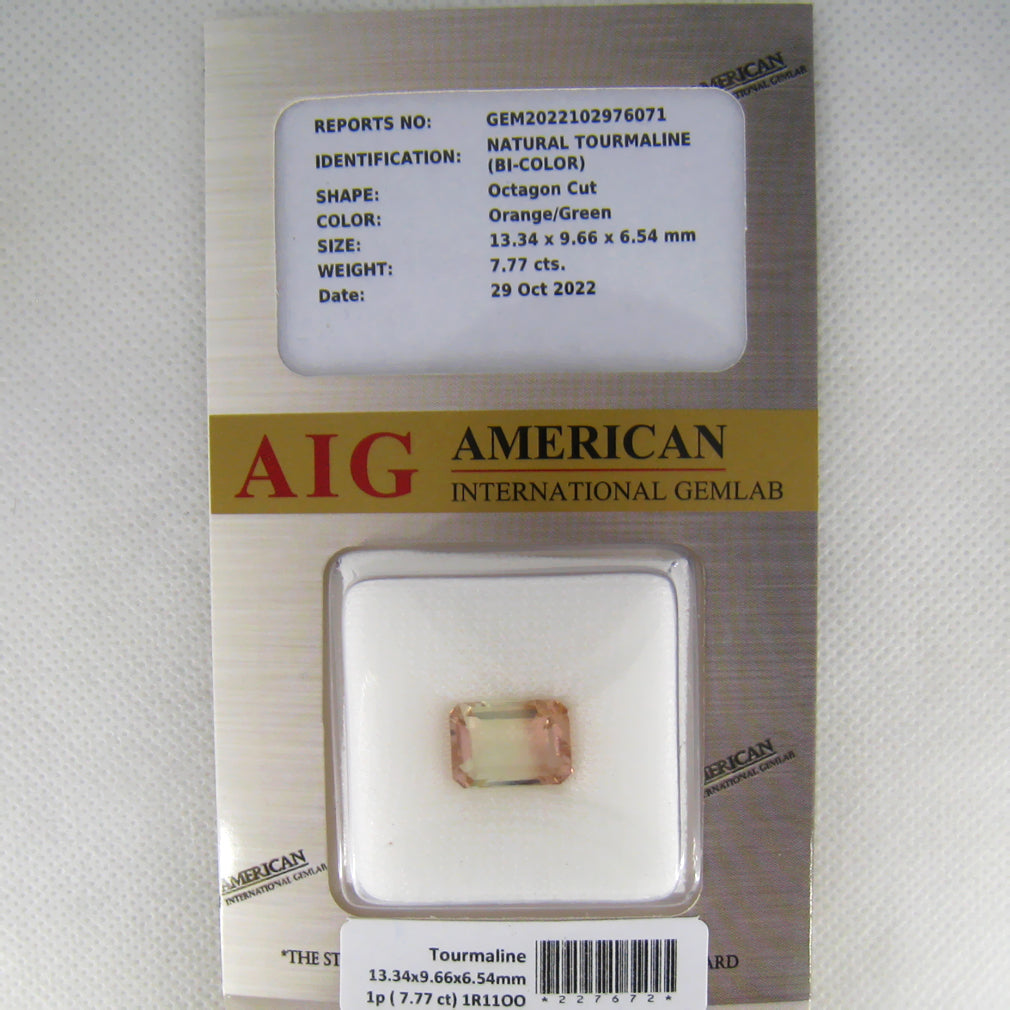 AMERICAN
INTERNATIONAL GEMLAB
REPORTS NO: GEM2022102976071
IDENTIFICATION: NATURAL TOURMALINE
(BI-COLOR)
SHAPE: Octagon Cut
COLOR: Orange/Green
SIZE: 13.34 x 9.66 x 6.54 mm
WEIGHT: 7.77 cts.
Date: 29 Oct 2022
AIG AMERICAN
INTERNATIONAL GEMLAB
AMERICAN
INTERNATIONAL GEMLAB
AMERICAN
INTERNATIONAL GEMLAB
*THE
Tourmaline
13.34x9.66x6.54mm
1p ( 7.77 ct) 1R11OO
*227672*